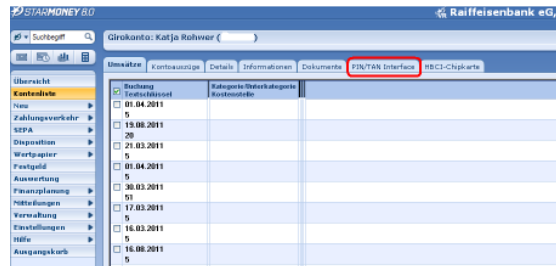 STARMONEY 8.0
Raiffeisenbank eG,
Suchbegriff
Girokonto: Katja Rohwer ( )
Umsätze Kontoauszüge Details Informationen Dokumente PIN/TAN Interface HBCI-Chipkarte
Übersicht
Kontenliste
Neu
Zahlungsverkehr
SEPA
Disposition
Wertpapier
Festgeld
Auswertung
Finanzplanung
Mitteilungen
Verwaltung
Einstellungen
Hilfe
Ausgangskorb
Buchung Kategorie/Unterkategorie
Textschlüssel Kostenstelle
01.04.2011
5
19.08.2011
20
21.03.2011
5
01.04.2011
5
30.03.2011
51
17.03.2011
5
16.03.2011
5
16.08.2011
5